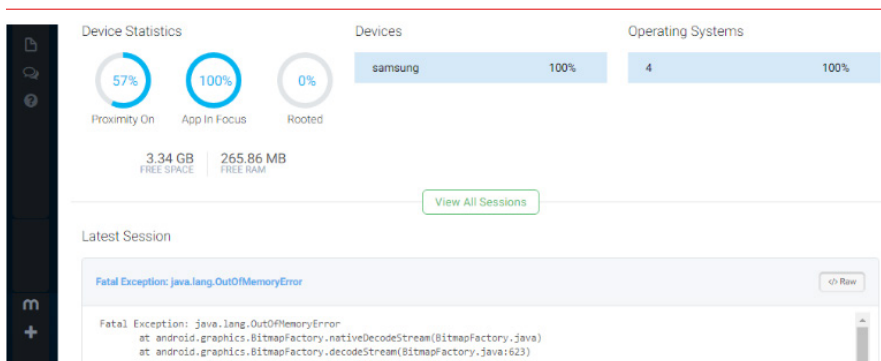 Device Statistics
Devices
Operating Systems
57%
100%
0%
Proximity On
App In Focus
Rooted
samsung 100%
4 100%
3.34 GB
FREE SPACE
265.86 MB
FREE RAM
View All Sessions
Latest Session
Fatal Exception: java.lang.OutOfMemoryError
</> Raw
Fatal Exception: java.lang.OutOfMemoryError
at android.graphics.BitmapFactory.nativeDecodeStream(BitmapFactory.java)
at android.graphics.BitmapFactory.decodeStream(BitmapFactory.java:623)
m